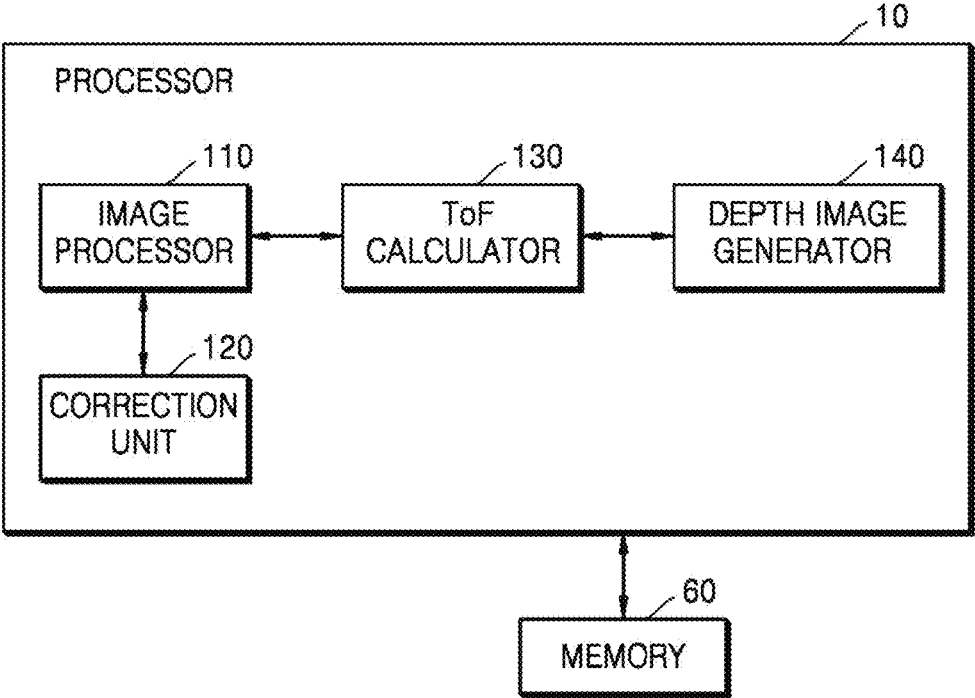 10
PROCESSOR
110
130
140
IMAGE
PROCESSOR
ToF
CALCULATOR
DEPTH IMAGE
GENERATOR
120
CORRECTION
UNIT
60
MEMORY